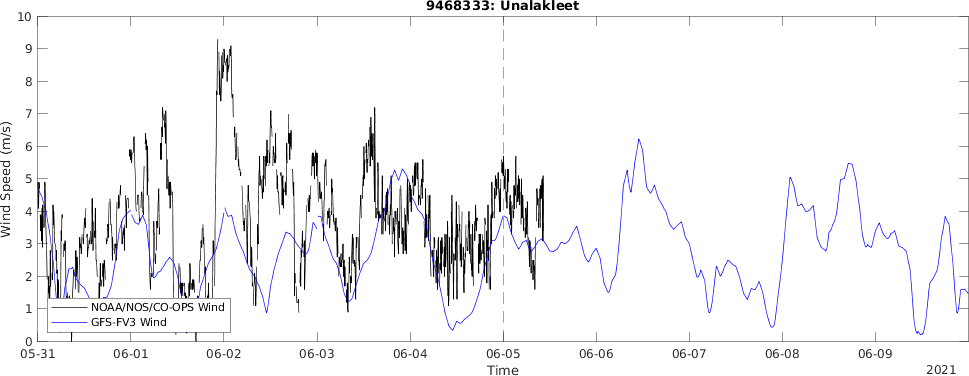 9468333: Unalakleet
10
9
8
7
6
5
4
3
2
1
0
Wind Speed (m/s)
NOAA/NOS/CO-OPS Wind
GFS-FV3 Wind
05-31 06-01 06-02 06-03 06-04 06-05 06-06 06-07 06-08 06-09
Time
2021